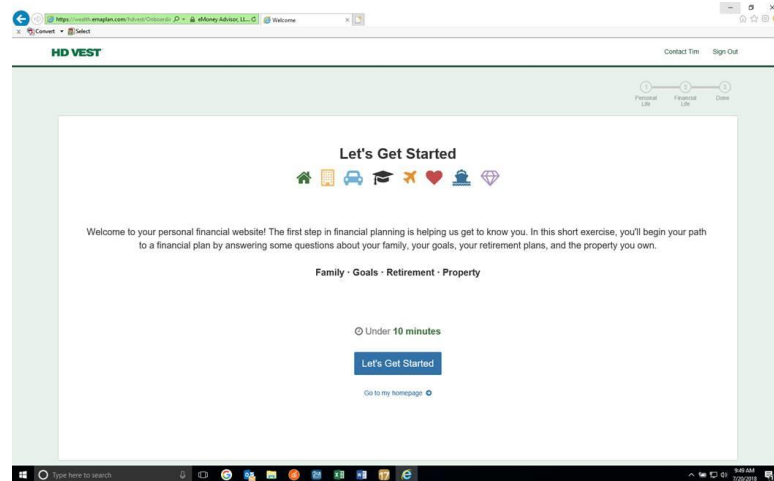 https://wealth.emaplan.com/hdvest/Onboardi
eMoney Advisor, LL...
Welcome
Convert
Select
HD VEST
Contact Tim
Sign Out
1
2
3
Personal Life
Financial Life
Done
Let's Get Started
Welcome to your personal financial website! The first step in financial planning is helping us get to know you. In this short exercise, you'll begin your path
to a financial plan by answering some questions about your family, your goals, your retirement plans, and the property you own.
Family · Goals · Retirement · Property
Under 10 minutes
Let's Get Started
Go to my homepage
Type here to search
9:49 AM
7/20/2018